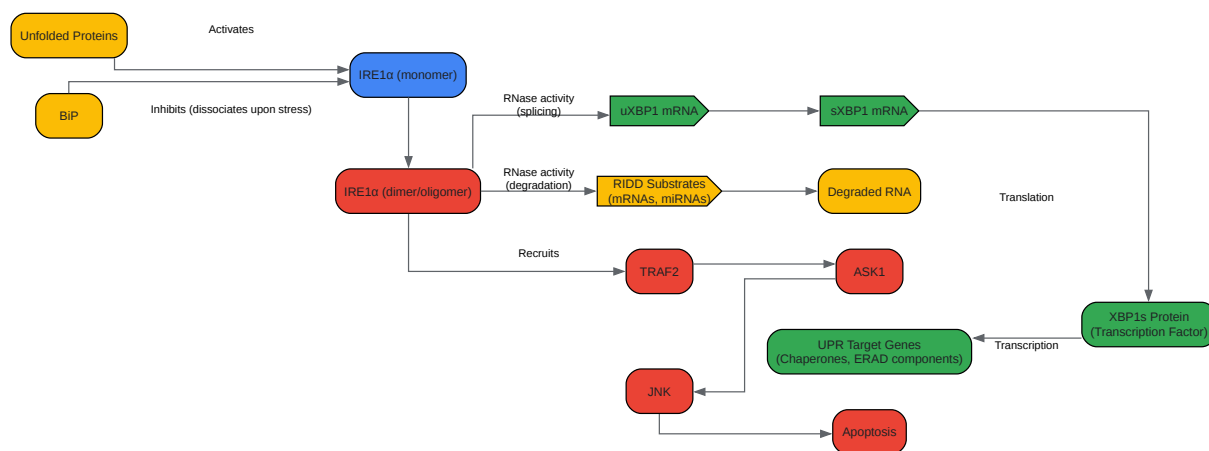 Activates
Unfolded Proteins
IRE1α (monomer)
Inhibits (dissociates upon stress)
BiP
RNase activity
(splicing)
uXBP1 mRNA
sXBP1 mRNA
IRE1α (dimer/oligomer)
RNase activity
(degradation)
RIDD Substrates
(mRNAs, miRNAs)
Degraded RNA
Translation
Recruits
TRAF2
ASK1
XBP1s Protein
(Transcription Factor)
Transcription
UPR Target Genes
(Chaperones, ERAD components)
JNK
Apoptosis